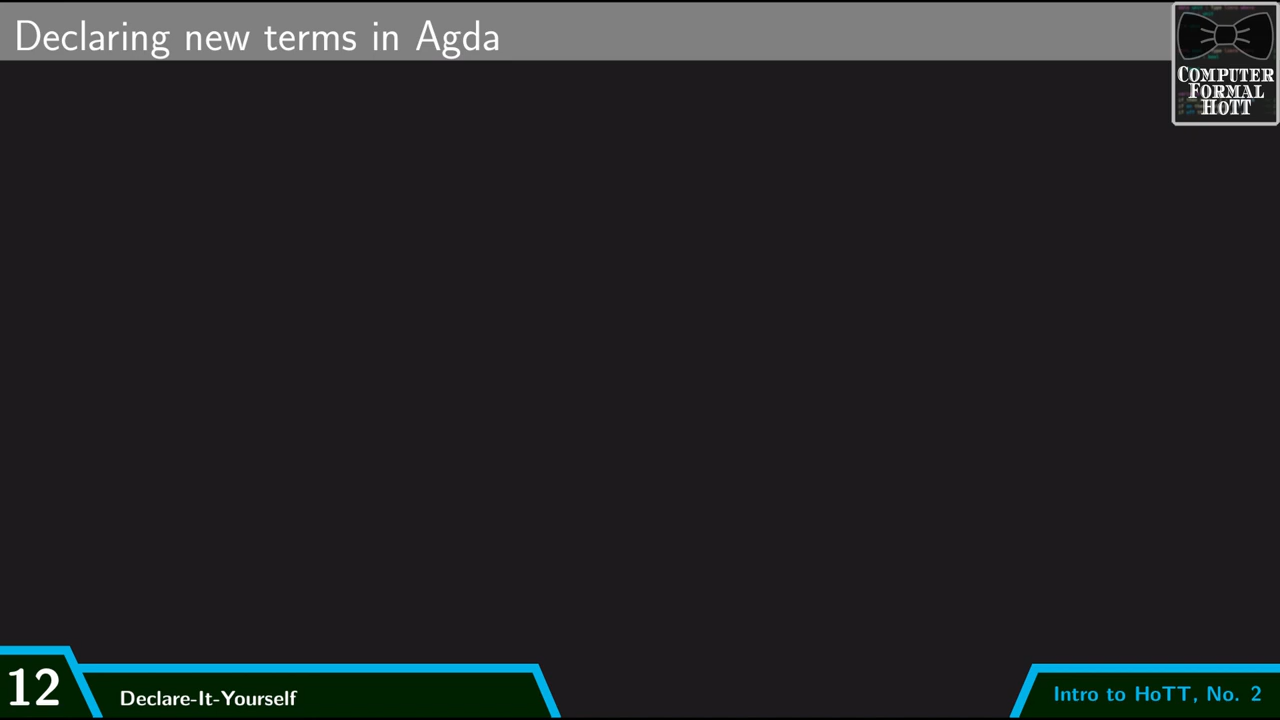 Declaring new terms in Agda
COMPUTER
FORMAL
HOTT
12
Declare-It-Yourself
Intro to HoTT, No. 2